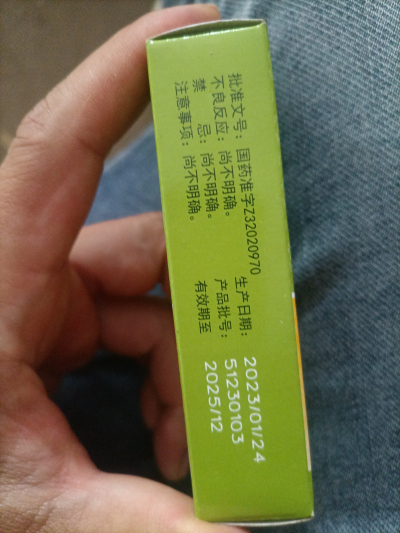 批准文号：国药准字Z32020970
不良反应：尚不明确。
禁忌：尚不明确。
注意事项：尚不明确。
生产日期：2023/01/24
产品批号：51230103
有效期至 2025/12